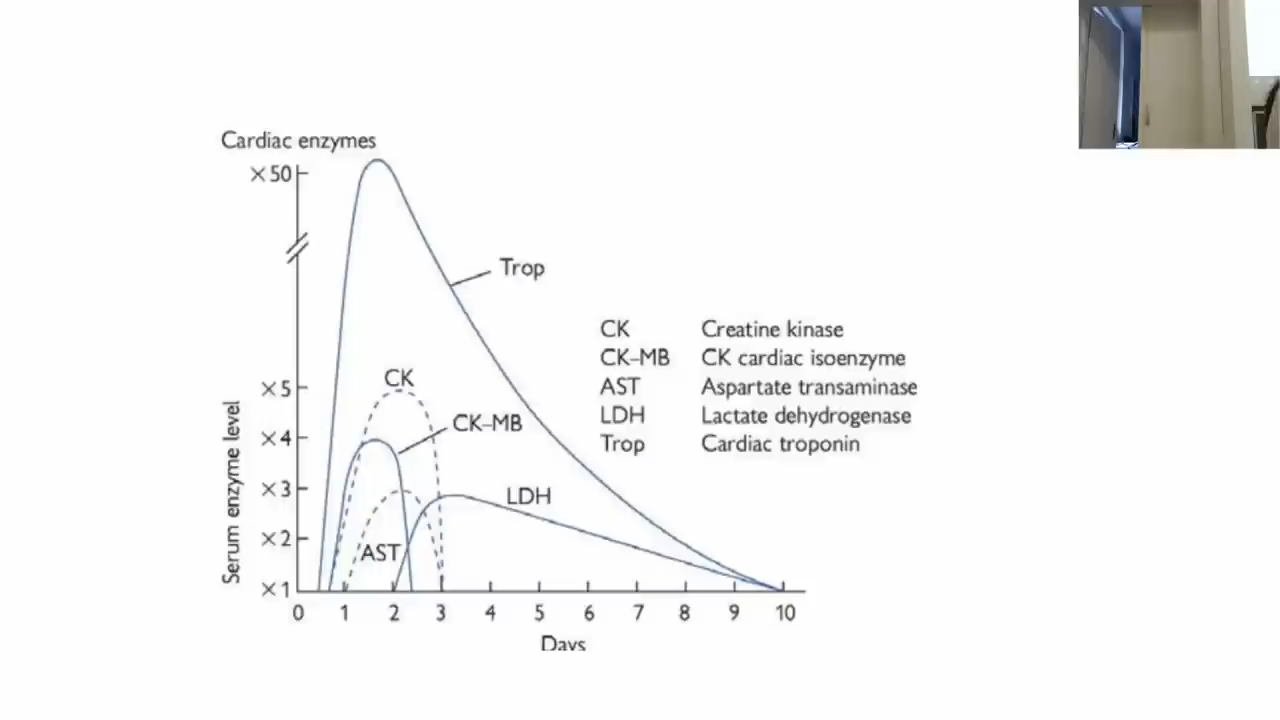 Cardiac enzymes
×50
Trop
CK Creatine kinase
CK–MB CK cardiac isoenzyme
AST Aspartate transaminase
LDH Lactate dehydrogenase
Trop Cardiac troponin
×5
CK
×4
CK–MB
×3
LDH
×2
AST
×1
Serum enzyme level
0 1 2 3 4 5 6 7 8 9 10
Days